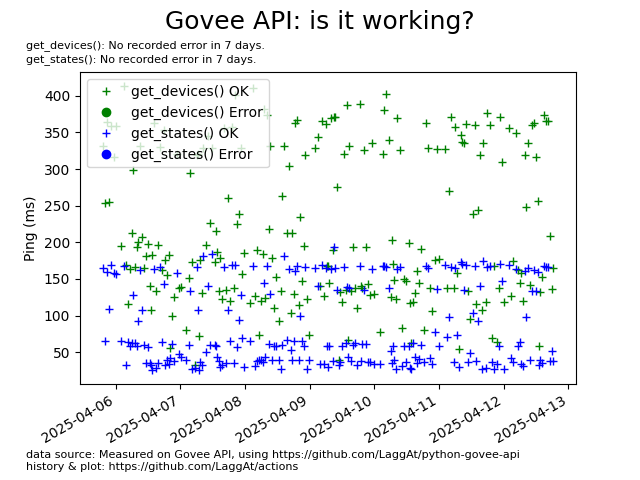 Govee API: is it working?
get_devices(): No recorded error in 7 days.
get_states(): No recorded error in 7 days.
get_devices() OK
get_devices() Error
get_states() OK
get_states() Error
Ping (ms)
400
350
300
250
200
150
100
50
2025-04-06
2025-04-07
2025-04-08
2025-04-09
2025-04-10
2025-04-11
2025-04-12
2025-04-13
data source: Measured on Govee API, using https://github.com/LaggAt/python-govee-api
history & plot: https://github.com/LaggAt/actions